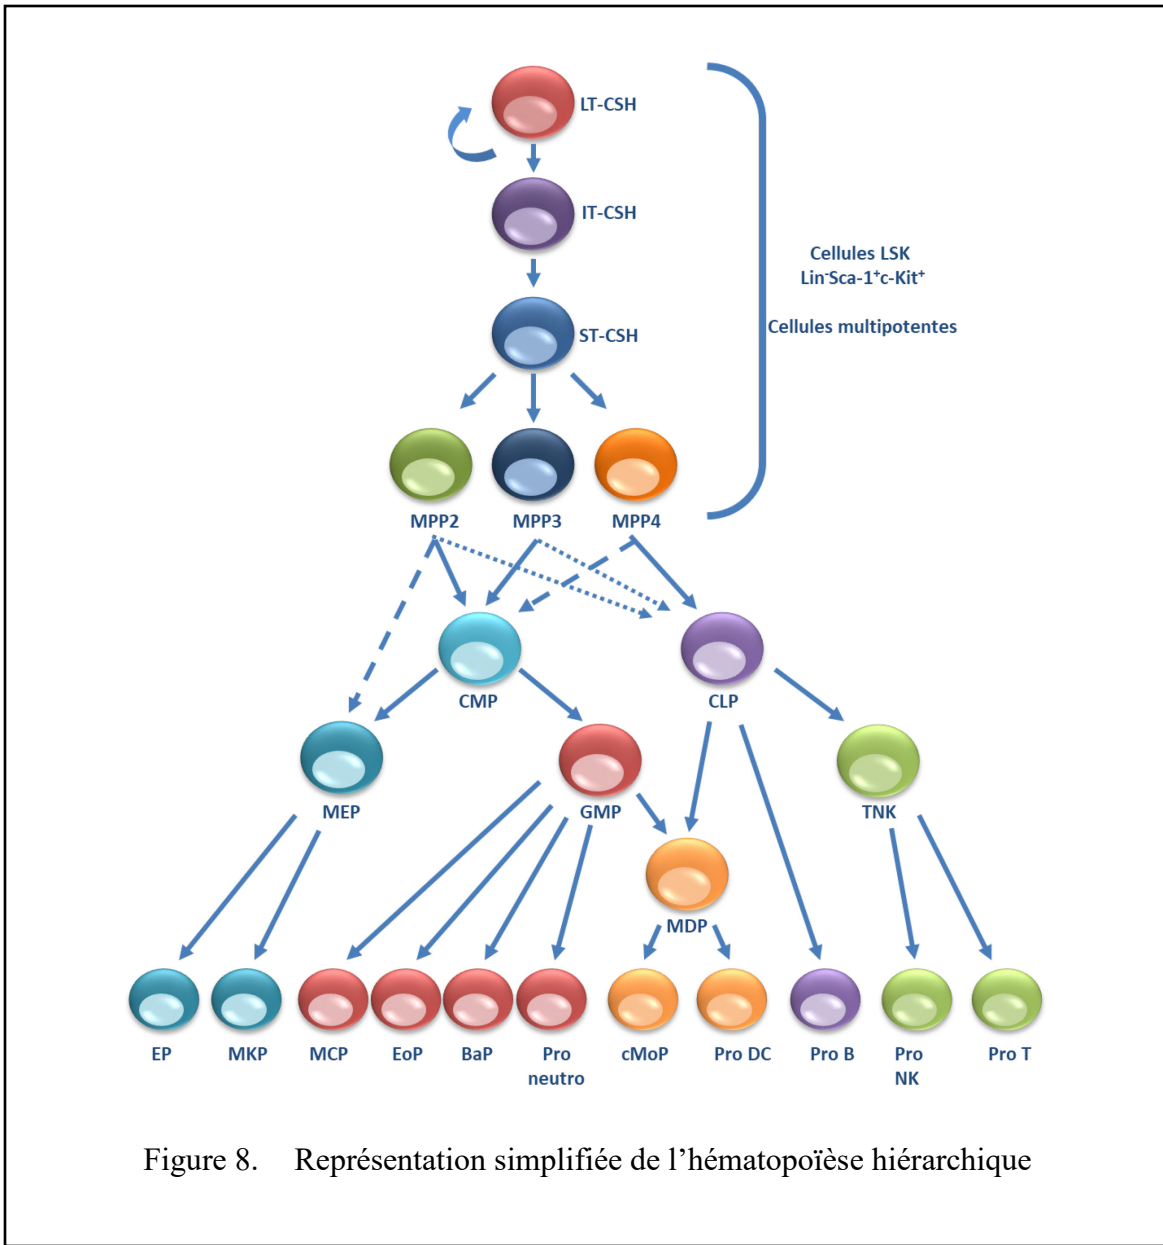 LT-CSH
IT-CSH
Cellules LSK
Lin⁻Sca-1⁺c-Kit⁺
Cellules multipotentes
ST-CSH
MPP2
MPP3
MPP4
CMP
CLP
MEP
GMP
TNK
MDP
EP
MKP
MCP
EoP
BaP
Pro
neutro
cMoP
Pro DC
Pro B
Pro
NK
Pro T
Figure 8. Représentation simplifiée de l’hématopoïèse hiérarchique